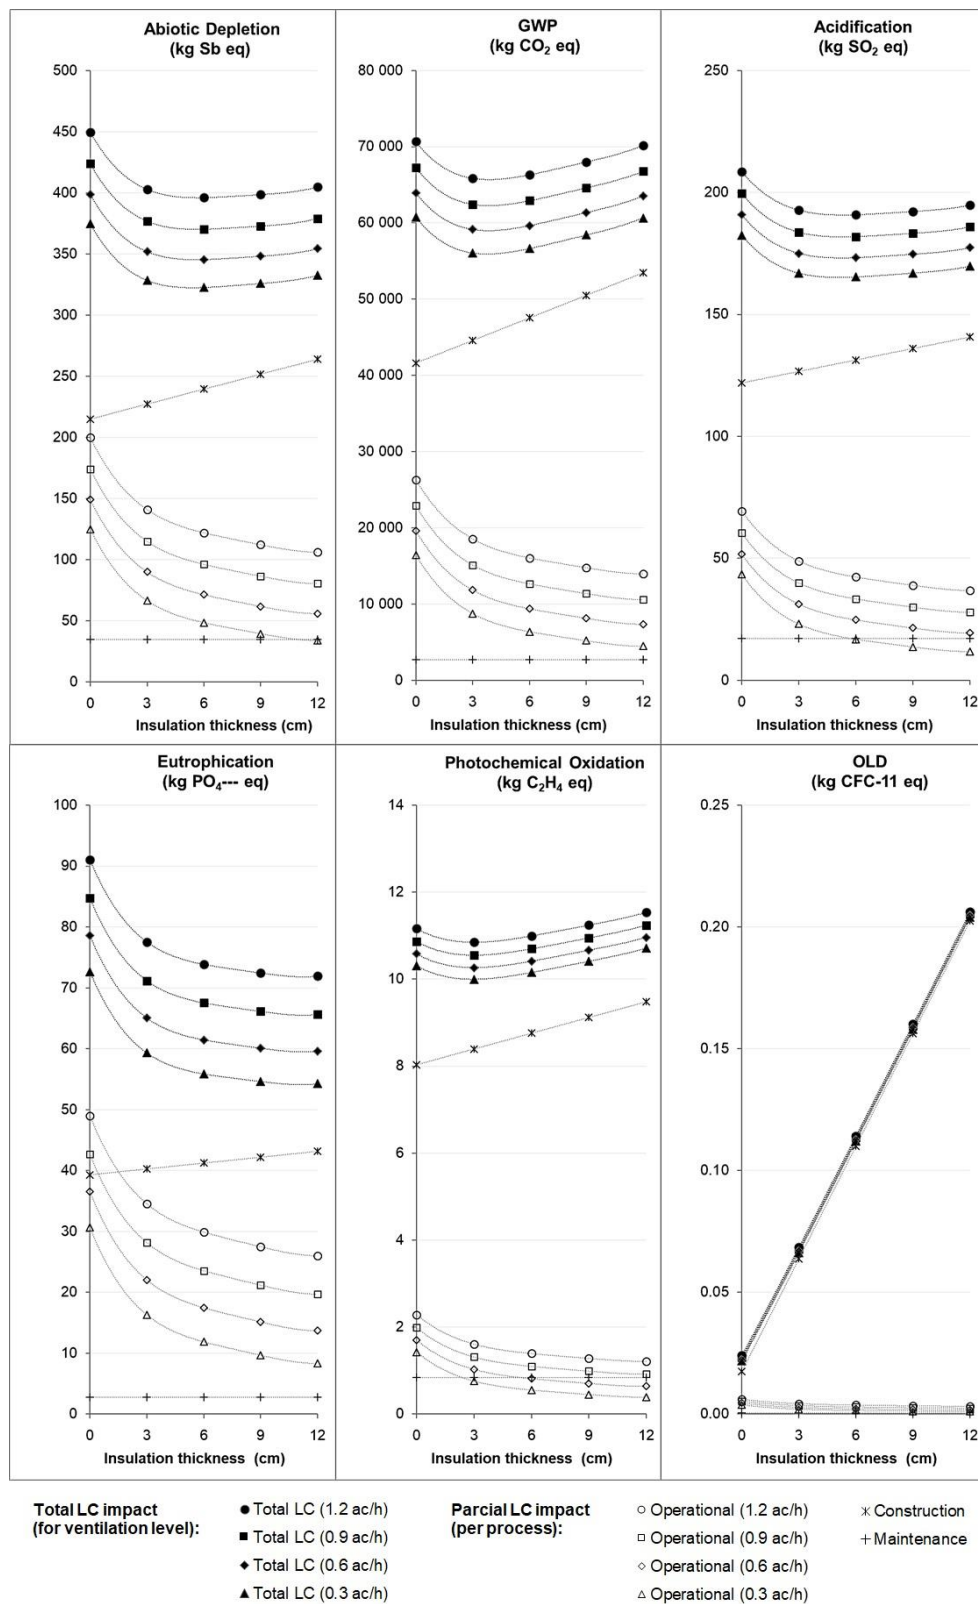 Abiotic Depletion
(kg Sb eq)
500
450
400
350
300
250
200
150
100
50
0
0 3 6 9 12
Insulation thickness (cm)
GWP
(kg CO₂ eq)
80 000
70 000
60 000
50 000
40 000
30 000
20 000
10 000
0
0 3 6 9 12
Insulation thickness (cm)
Acidification
(kg SO₂ eq)
250
200
150
100
50
0
0 3 6 9 12
Insulation thickness (cm)
Eutrophication
(kg PO₄--- eq)
100
90
80
70
60
50
40
30
20
10
0
0 3 6 9 12
Insulation thickness (cm)
Photochemical Oxidation
(kg C₂H₄ eq)
14
12
10
8
6
4
2
0
0 3 6 9 12
Insulation thickness (cm)
OLD
(kg CFC-11 eq)
0.25
0.20
0.15
0.10
0.05
0.00
0 3 6 9 12
Insulation thickness (cm)
Total LC impact
(for ventilation level):
Total LC (1.2 ac/h)
Total LC (0.9 ac/h)
Total LC (0.6 ac/h)
Total LC (0.3 ac/h)
Parcial LC impact
(per process):
Operational (1.2 ac/h)
Operational (0.9 ac/h)
Operational (0.6 ac/h)
Operational (0.3 ac/h)
Construction
Maintenance